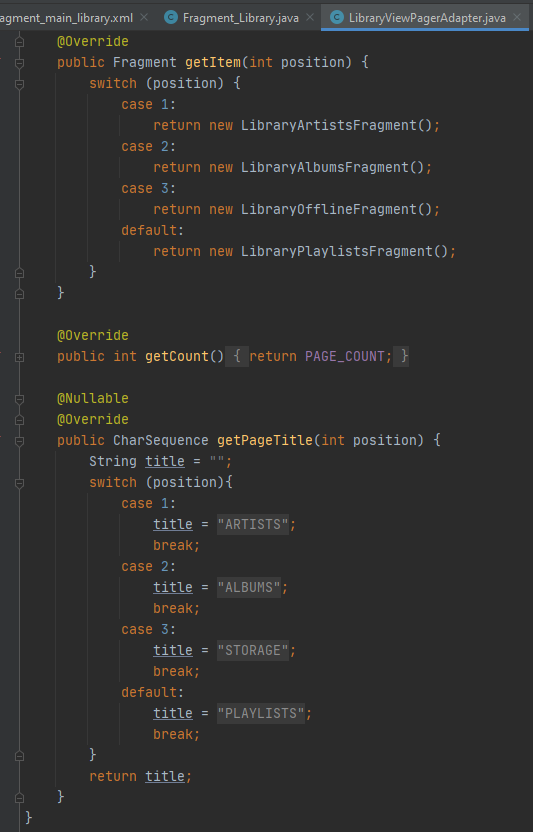 agment_main_library.xml × Fragment_Library.java × LibraryViewPagerAdapter.java ×
@Override
public Fragment getItem(int position) {
switch (position) {
case 1:
return new LibraryArtistsFragment();
case 2:
return new LibraryAlbumsFragment();
case 3:
return new LibraryOfflineFragment();
default:
return new LibraryPlaylistsFragment();
}
}
@Override
public int getCount() { return PAGE_COUNT; }
@Nullable
@Override
public CharSequence getPageTitle(int position) {
String title = "";
switch (position){
case 1:
title = "ARTISTS";
break;
case 2:
title = "ALBUMS";
break;
case 3:
title = "STORAGE";
break;
default:
title = "PLAYLISTS";
break;
}
return title;
}
}